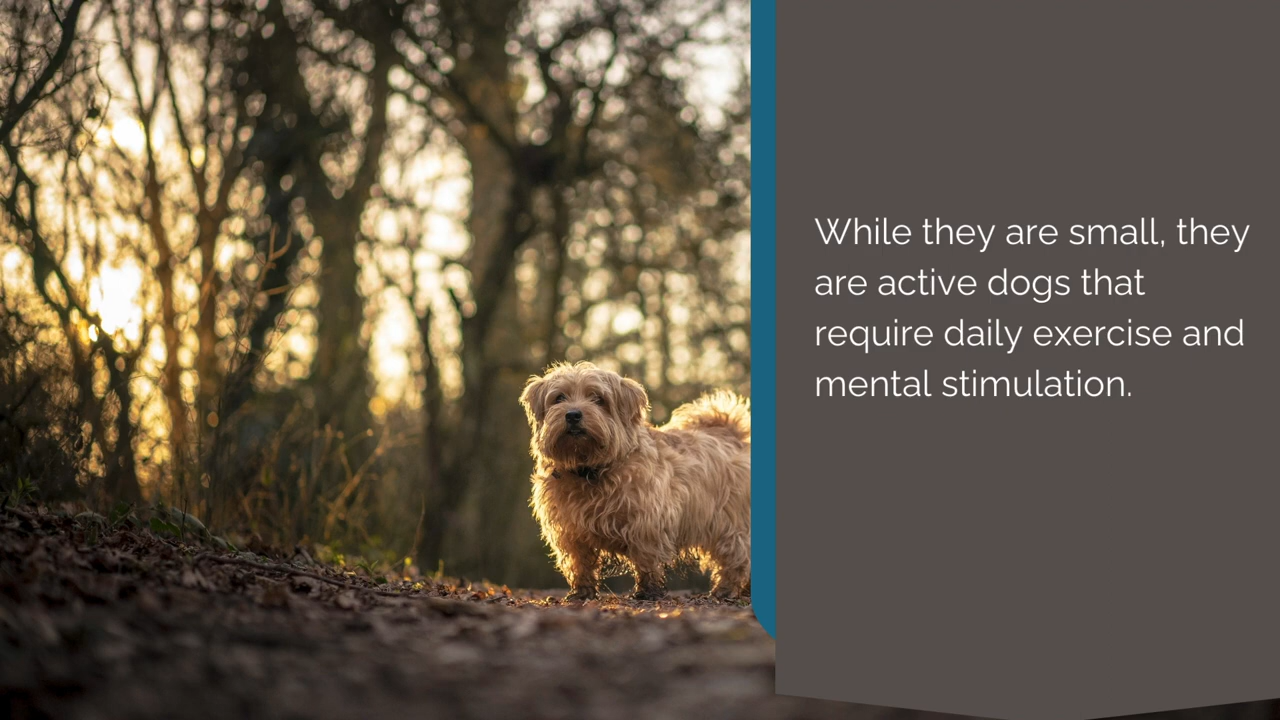 While they are small, they
are active dogs that
require daily exercise and
mental stimulation.